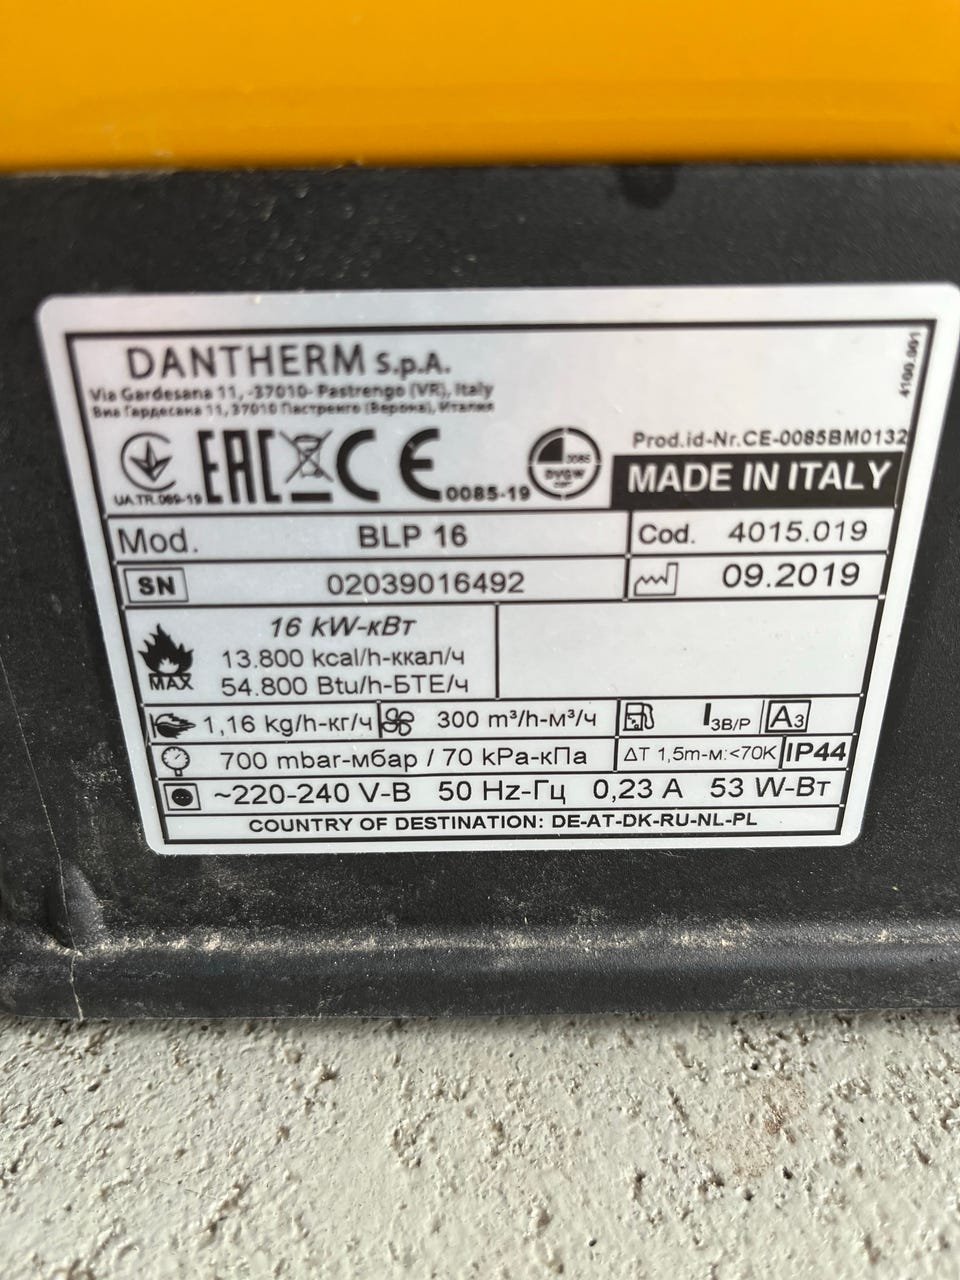 4100.991
DANTHERM S.p.A.
Via Gardesana 11, -37010- Pastrengo (VR), Italy
Виа Гардесана 11, 37010 Пастренго (Верона), Италия
Prod.id-Nr.CE-0085BM0132
UA.TR.089-19
EAC
CE 0085-19
0085
DVGW
CERT
MADE IN ITALY
Mod. BLP 16 Cod. 4015.019
SN 02039016492 09.2019
16 kW-кВт
13.800 kcal/h-ккал/ч
MAX
54.800 Btu/h-БТЕ/ч
1,16 kg/h-кг/ч 300 m³/h-м³/ч I3B/P A3
700 mbar-мбар / 70 kPa-кПа ΔT 1,5m-м:<70K IP44
~220-240 V-В 50 Hz-Гц 0,23 A 53 W-Вт
COUNTRY OF DESTINATION: DE-AT-DK-RU-NL-PL